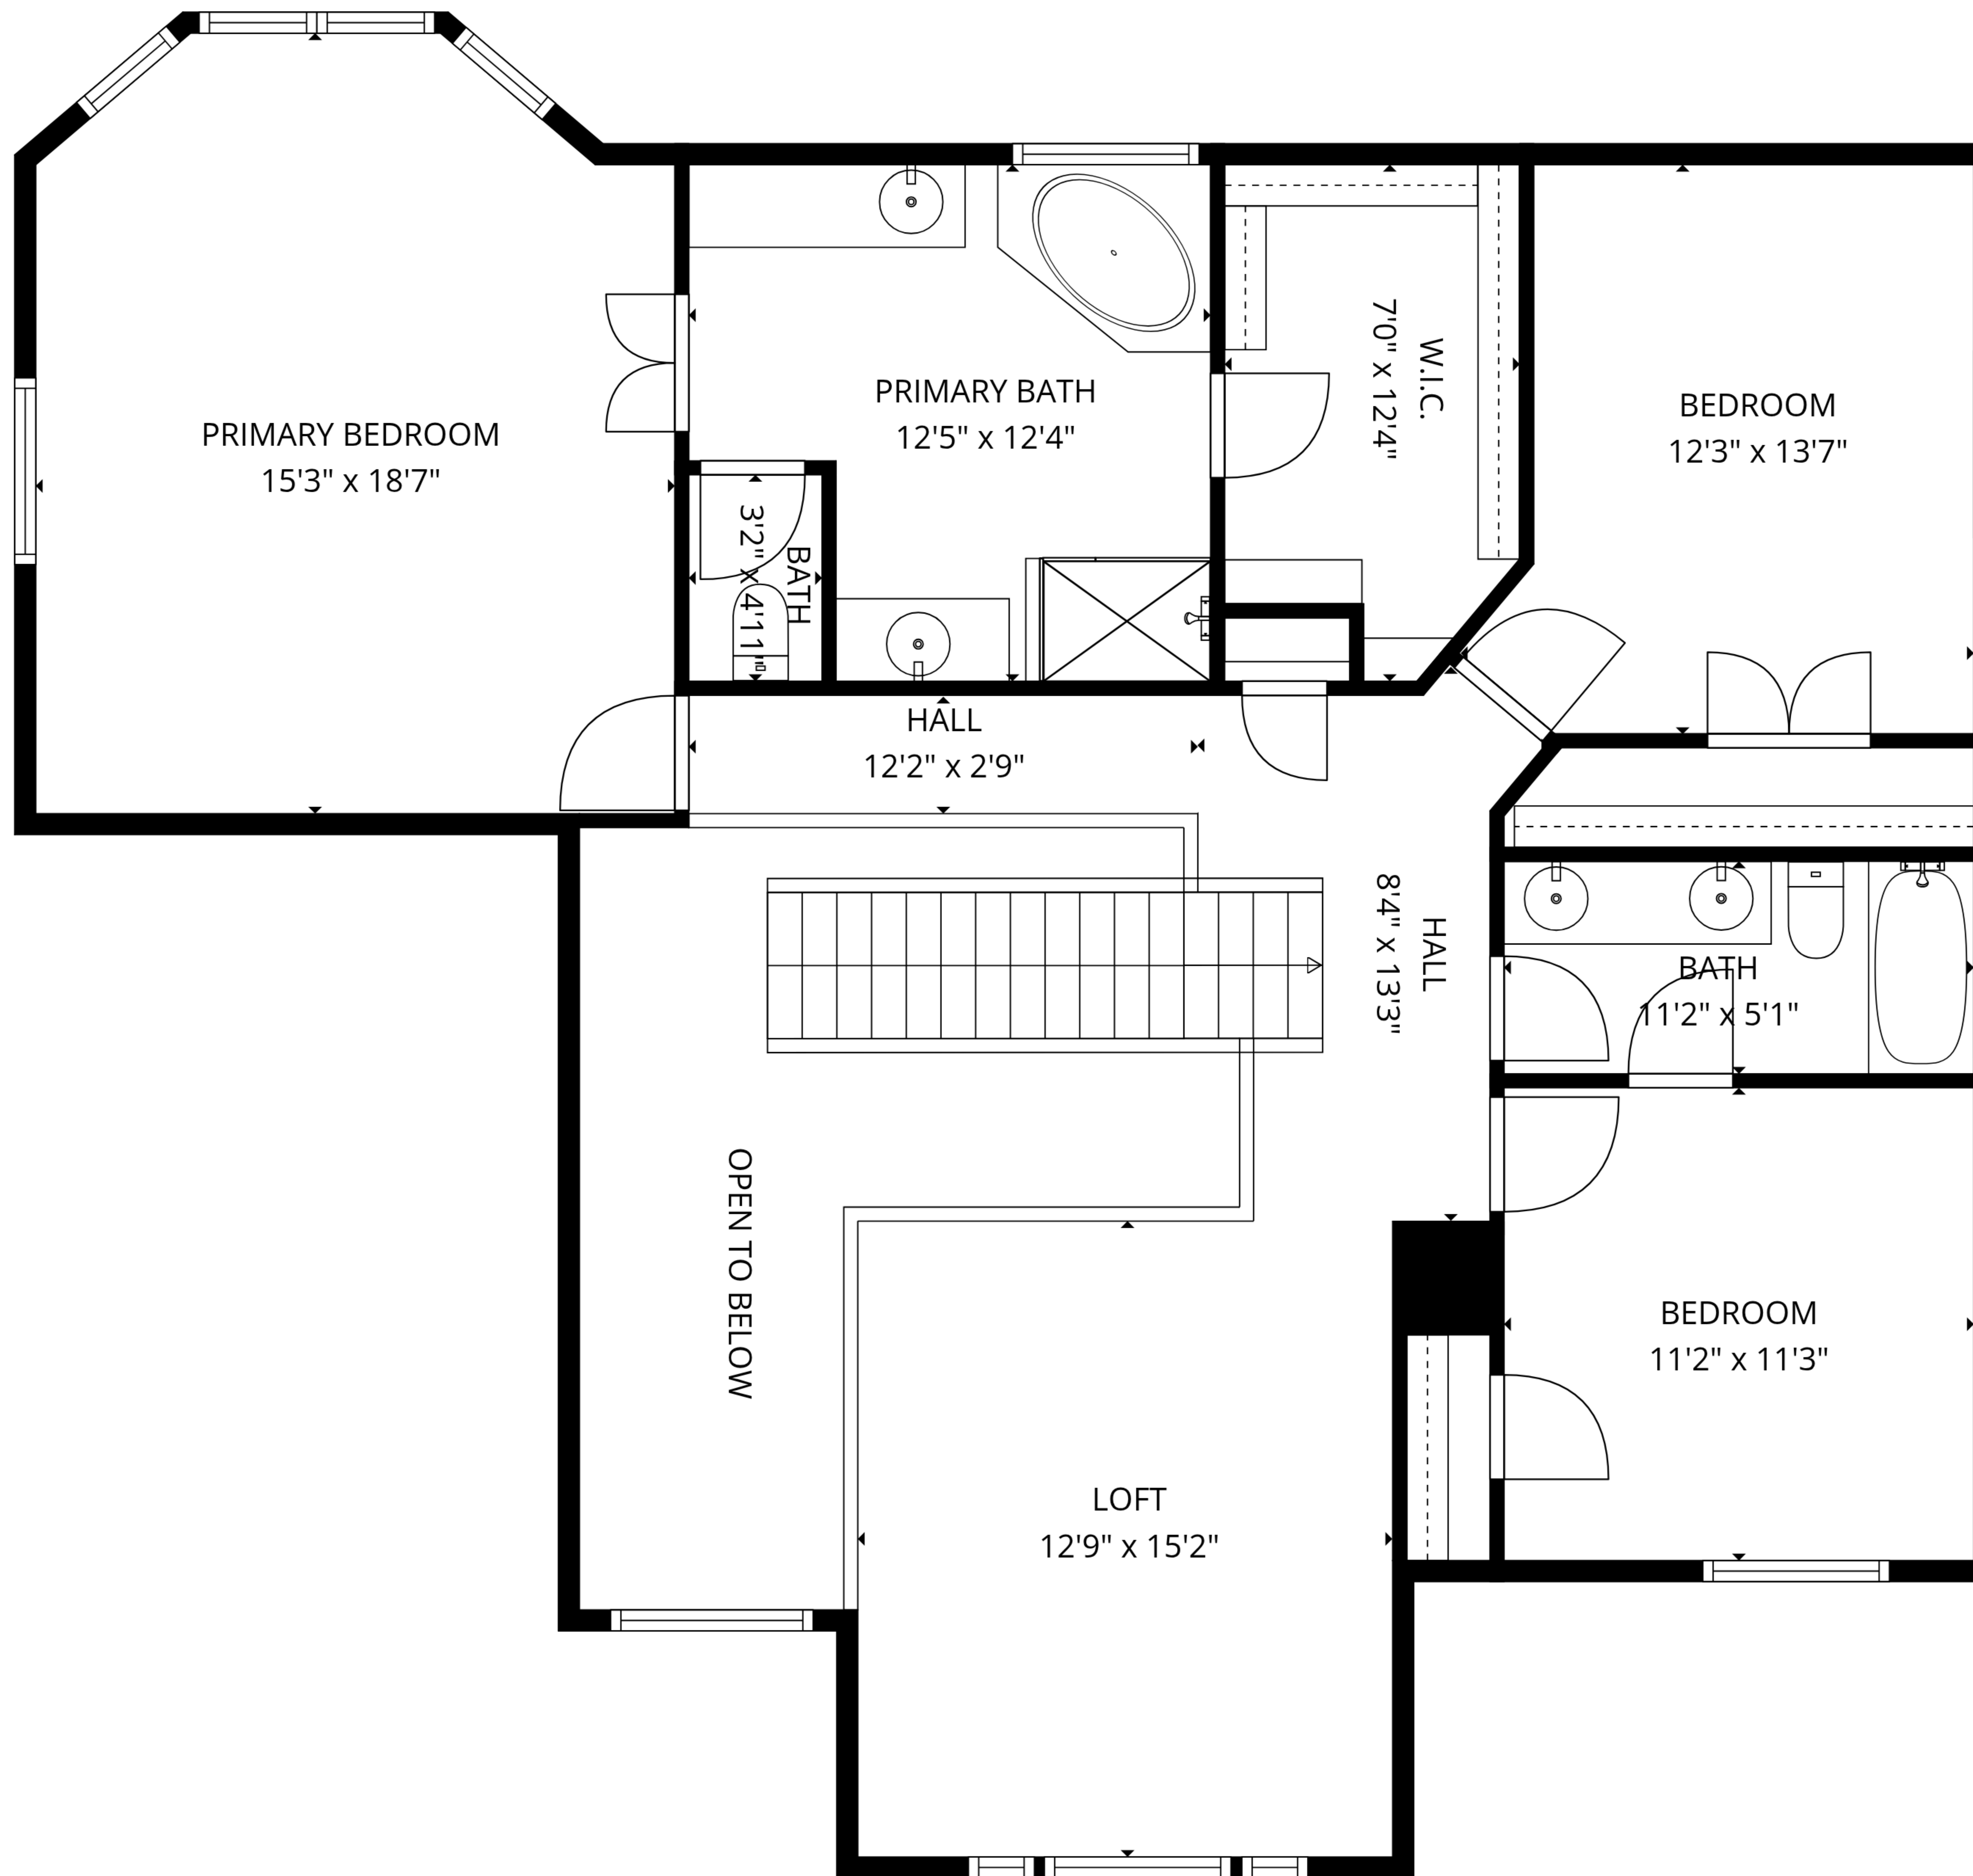 PRIMARY BEDROOM
15'3" x 18'7"
PRIMARY BATH
12'5" x 12'4"
W.I.C.
7'0" x 12'4"
BEDROOM
12'3" x 13'7"
BATH
3'2" x 4'11"
HALL
12'2" x 2'9"
HALL
8'4" x 13'3"
BATH
11'2" x 5'1"
OPEN TO BELOW
BEDROOM
11'2" x 11'3"
LOFT
12'9" x 15'2"